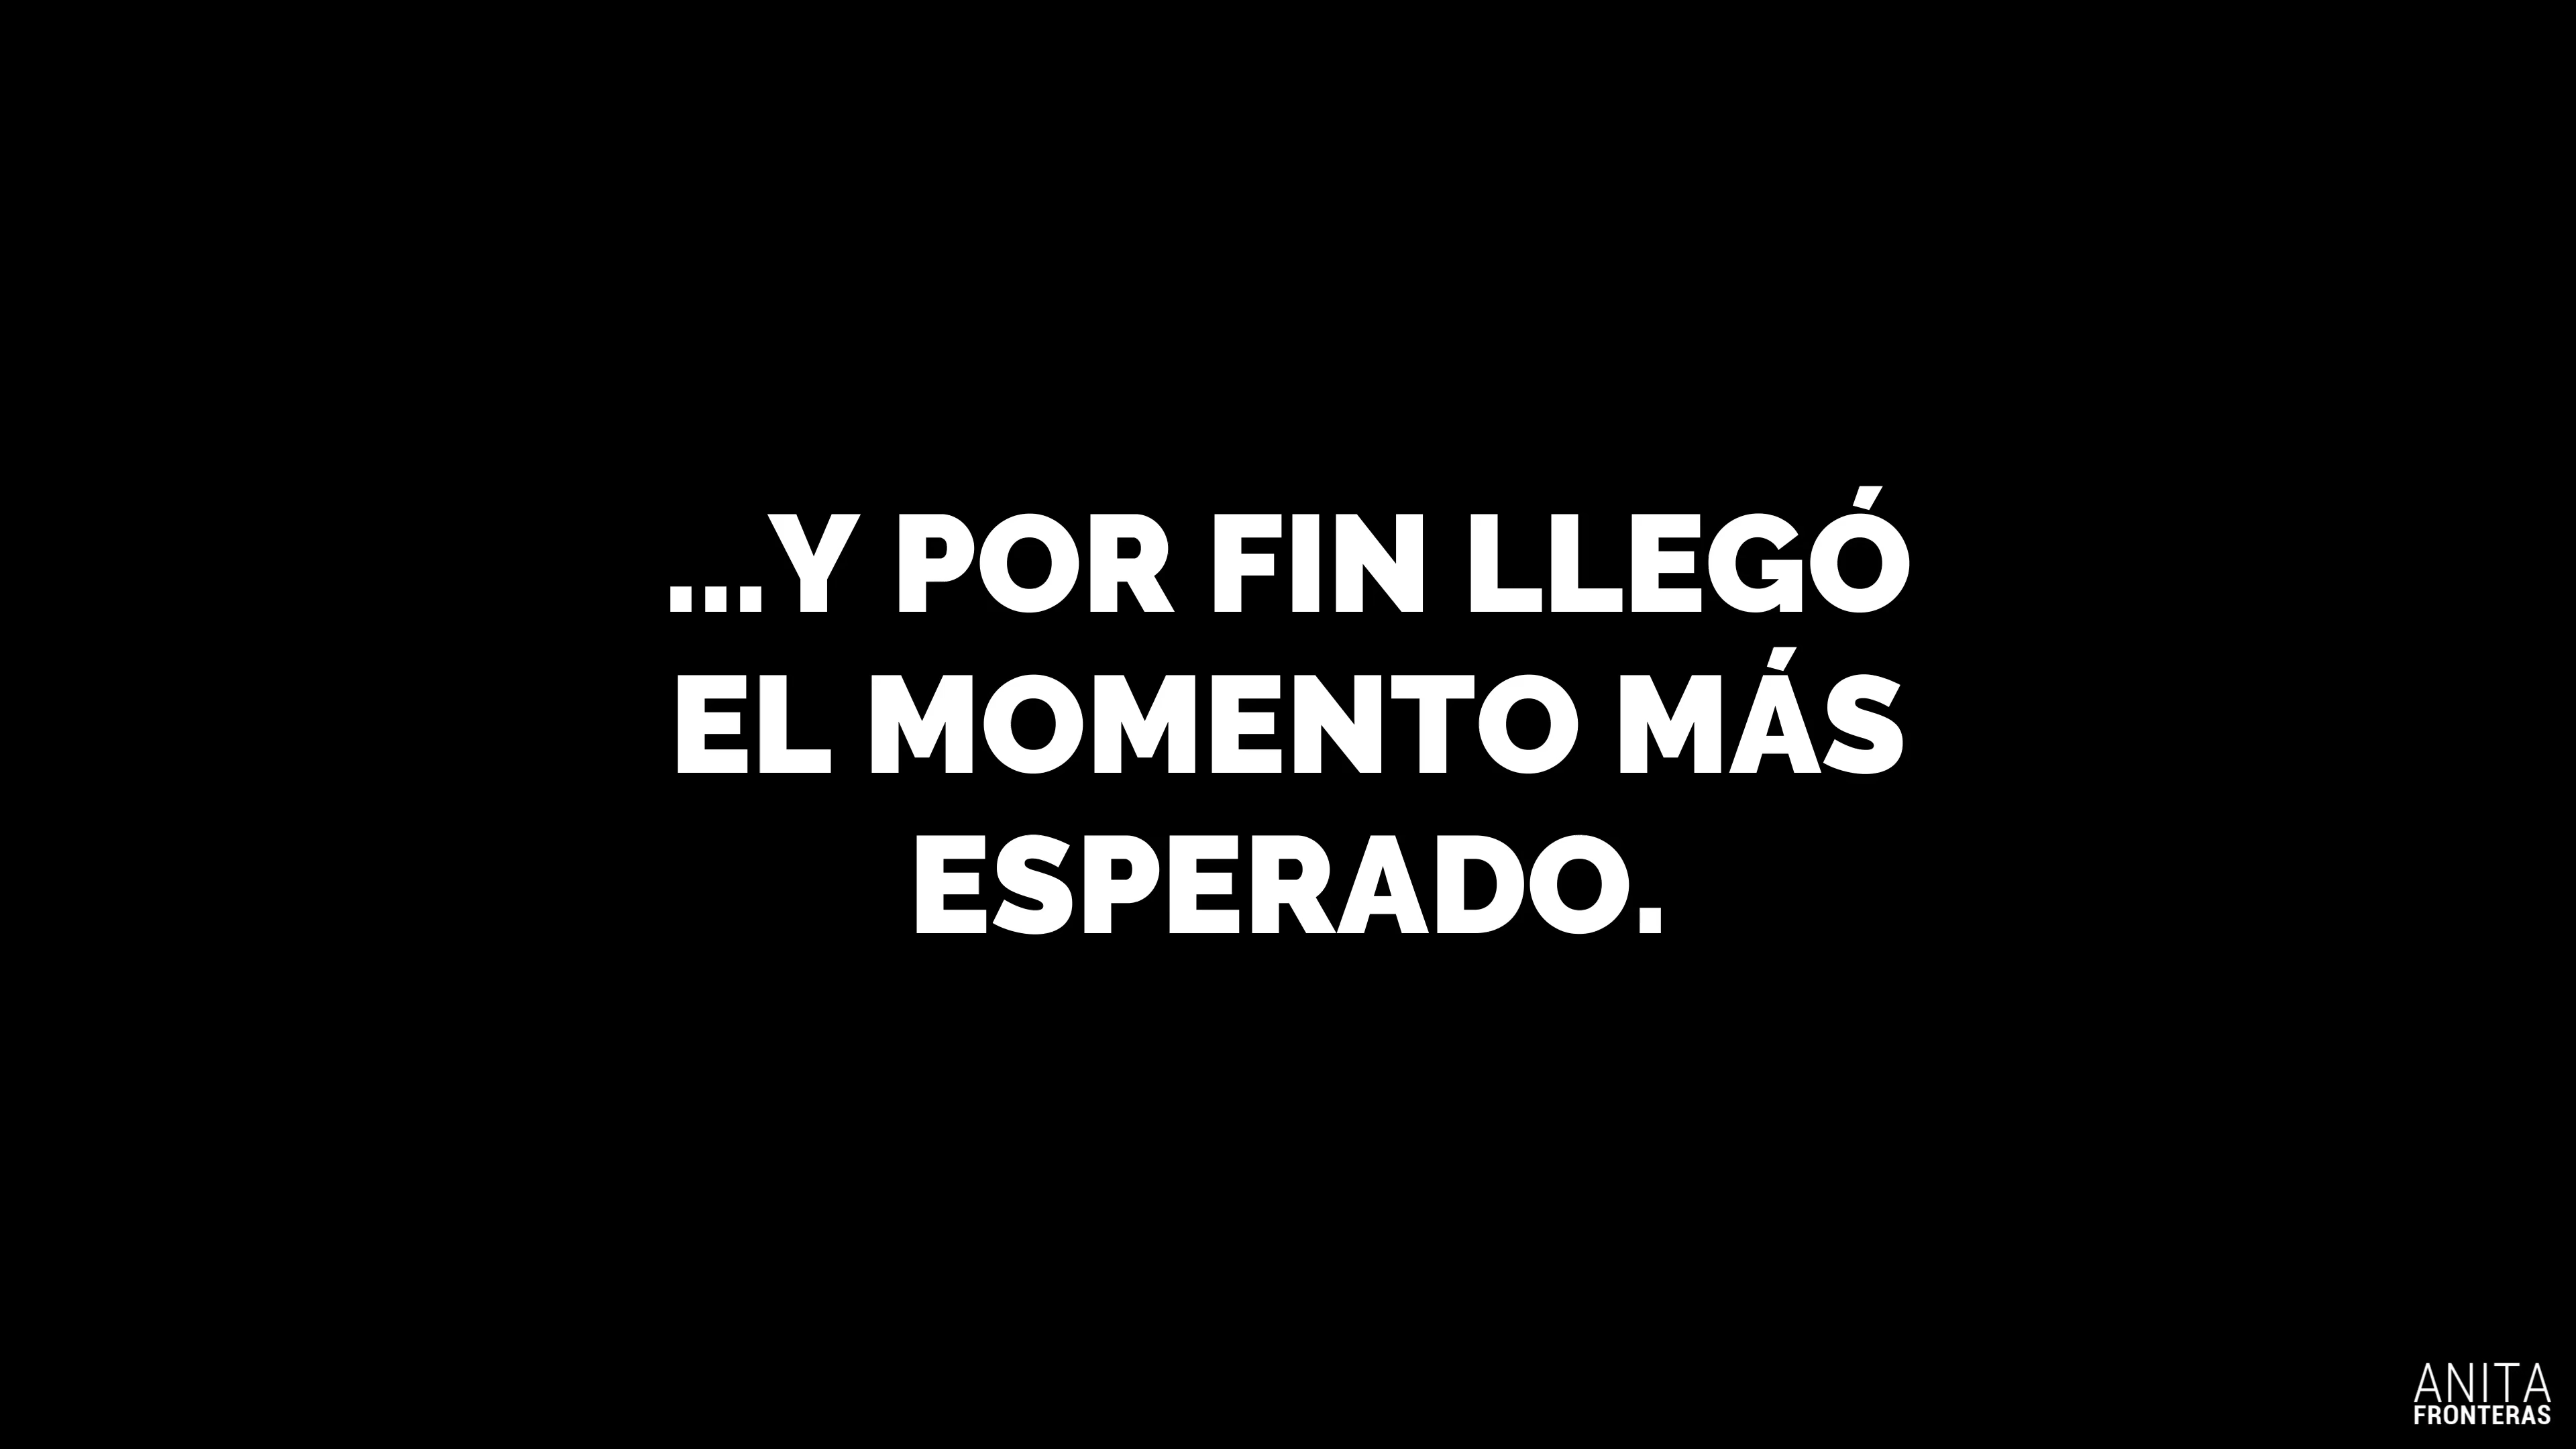 ...Y POR FIN LLEGÓ
EL MOMENTO MÁS
ESPERADO.
ANITA
FRONTERAS